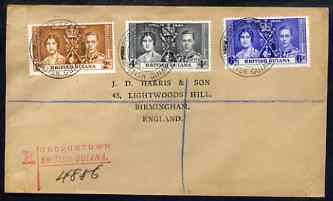 BRITISH GUIANA
BRITISH GUIANA
BRITISH GUIANA
J. D. HARRIS & SON
43, LIGHTWOODS HILL,
BIRMINGHAM,
ENGLAND.
R
GEORGETOWN
BRITISH GUIANA.
4886